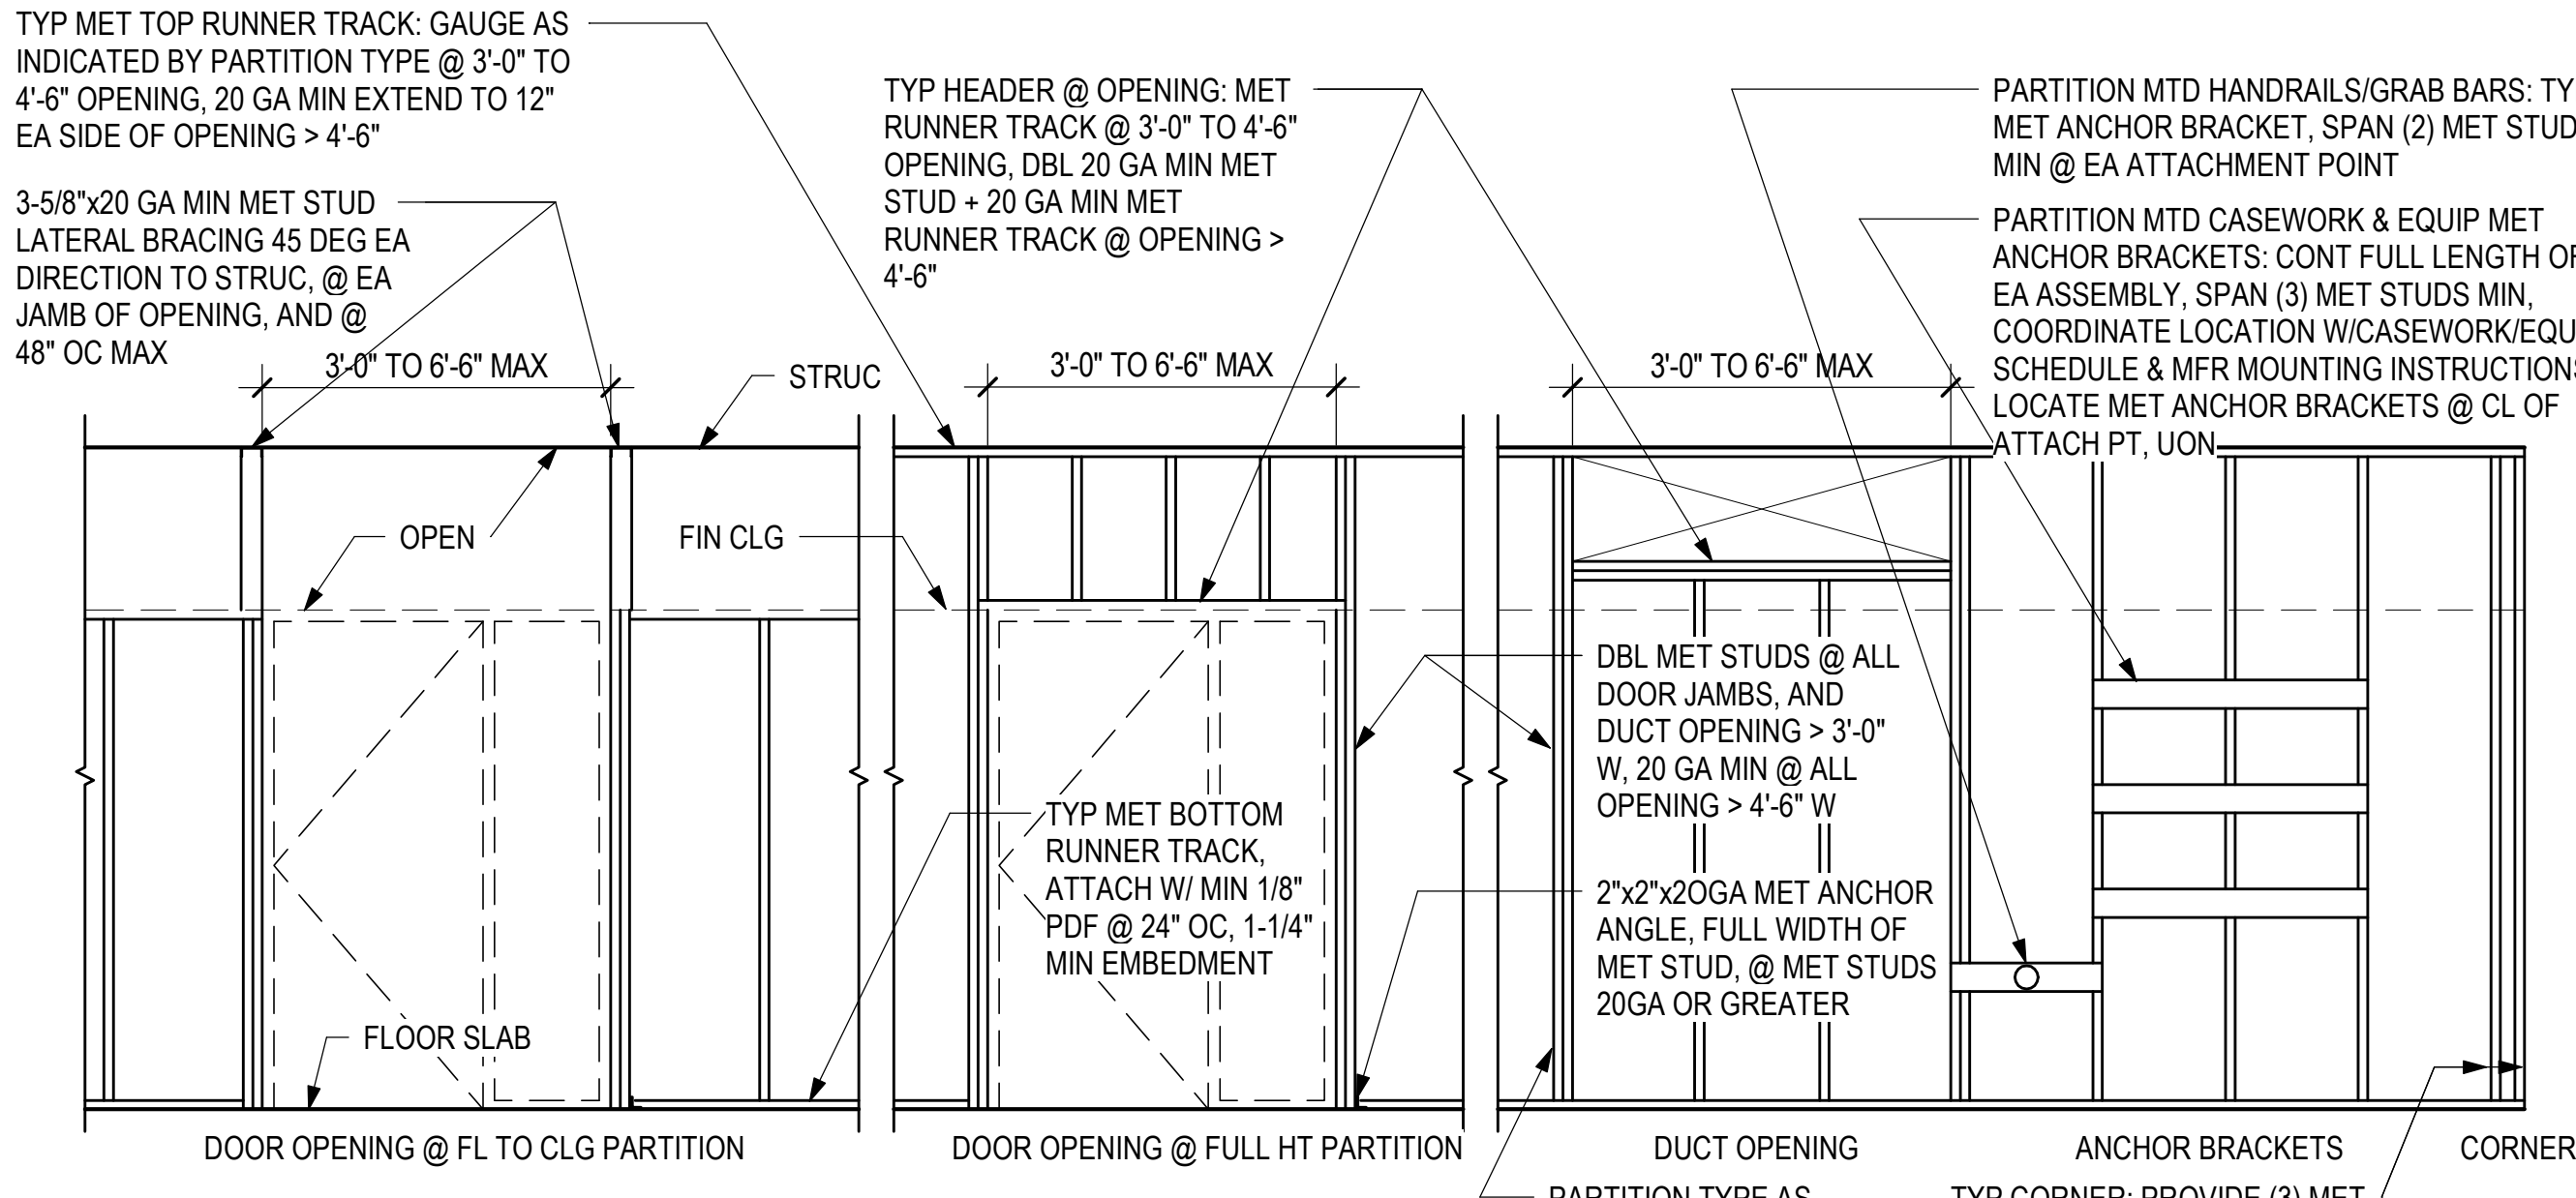 TYP MET TOP RUNNER TRACK: GAUGE AS
INDICATED BY PARTITION TYPE @ 3'-0" TO
4'-6" OPENING, 20 GA MIN EXTEND TO 12"
EA SIDE OF OPENING > 4'-6"
3-5/8"x20 GA MIN MET STUD
LATERAL BRACING 45 DEG EA
DIRECTION TO STRUC, @ EA
JAMB OF OPENING, AND @
48" OC MAX
TYP HEADER @ OPENING: MET
RUNNER TRACK @ 3'-0" TO 4'-6"
OPENING, DBL 20 GA MIN MET
STUD + 20 GA MIN MET
RUNNER TRACK @ OPENING >
4'-6"
PARTITION MTD HANDRAILS/GRAB BARS: TY
MET ANCHOR BRACKET, SPAN (2) MET STUD
MIN @ EA ATTACHMENT POINT
PARTITION MTD CASEWORK & EQUIP MET
ANCHOR BRACKETS: CONT FULL LENGTH OF
EA ASSEMBLY, SPAN (3) MET STUDS MIN,
COORDINATE LOCATION W/CASEWORK/EQU
SCHEDULE & MFR MOUNTING INSTRUCTIONS
LOCATE MET ANCHOR BRACKETS @ CL OF
ATTACH PT, UON
3'-0" TO 6'-6" MAX
STRUC
3'-0" TO 6'-6" MAX
3'-0" TO 6'-6" MAX
OPEN
FIN CLG
DBL MET STUDS @ ALL
DOOR JAMBS, AND
DUCT OPENING > 3'-0"
W, 20 GA MIN @ ALL
OPENING > 4'-6" W
TYP MET BOTTOM
RUNNER TRACK,
ATTACH W/ MIN 1/8"
PDF @ 24" OC, 1-1/4"
MIN EMBEDMENT
2"x2"x2OGA MET ANCHOR
ANGLE, FULL WIDTH OF
MET STUD, @ MET STUDS
20GA OR GREATER
FLOOR SLAB
DOOR OPENING @ FL TO CLG PARTITION
DOOR OPENING @ FULL HT PARTITION
DUCT OPENING
ANCHOR BRACKETS
CORNER
PARTITION TYPE AS
TYP CORNER: PROVIDE (3) MET